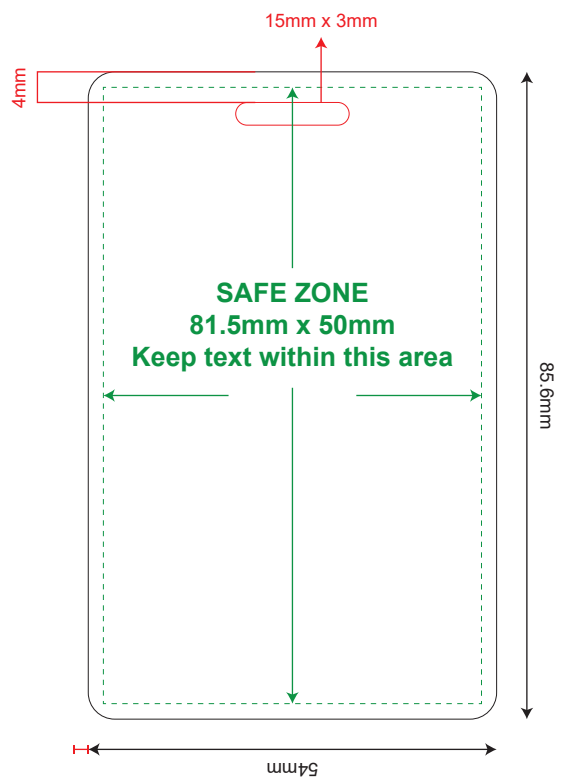 15mm x 3mm
4mm
SAFE ZONE
81.5mm x 50mm
Keep text within this area
85.6mm
54mm